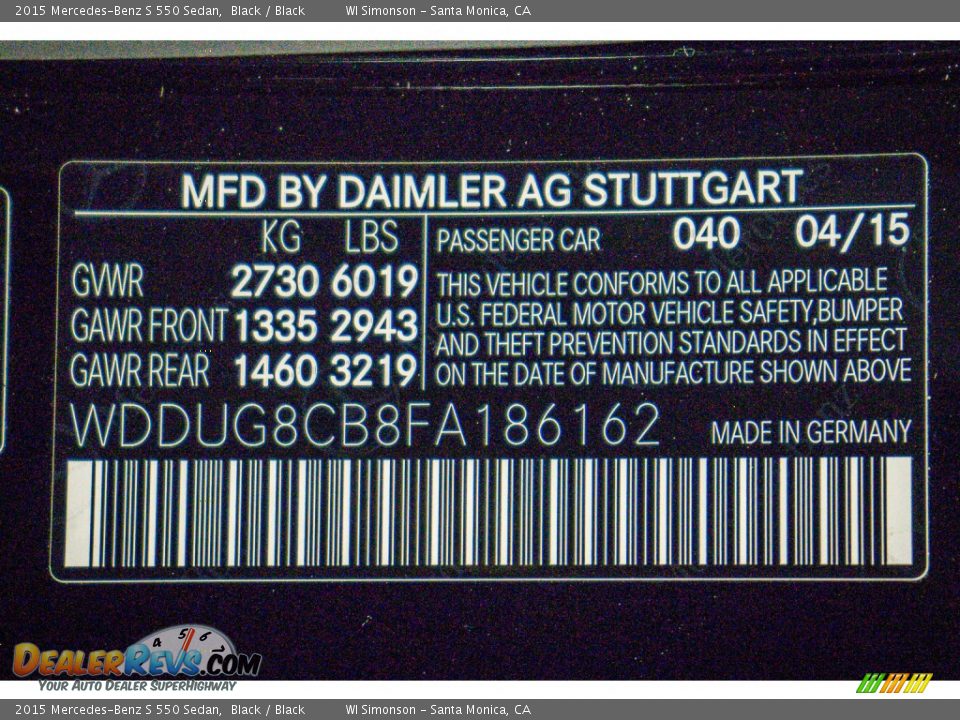 2015 Mercedes-Benz S 550 Sedan, Black / Black WI Simonson - Santa Monica, CA
MFD BY DAIMLER AG STUTTGART
KG LBS
GVWR 2730 6019
GAWR FRONT 1335 2943
GAWR REAR 1460 3219
PASSENGER CAR 040 04/15
THIS VEHICLE CONFORMS TO ALL APPLICABLE
U.S. FEDERAL MOTOR VEHICLE SAFETY,BUMPER
AND THEFT PREVENTION STANDARDS IN EFFECT
ON THE DATE OF MANUFACTURE SHOWN ABOVE
WDDUG8CB8FA186162 MADE IN GERMANY
4 5 6
DEALERREVS.COM
YOUR AUTO DEALER SUPERHIGHWAY
2015 Mercedes-Benz S 550 Sedan, Black / Black WI Simonson - Santa Monica, CA